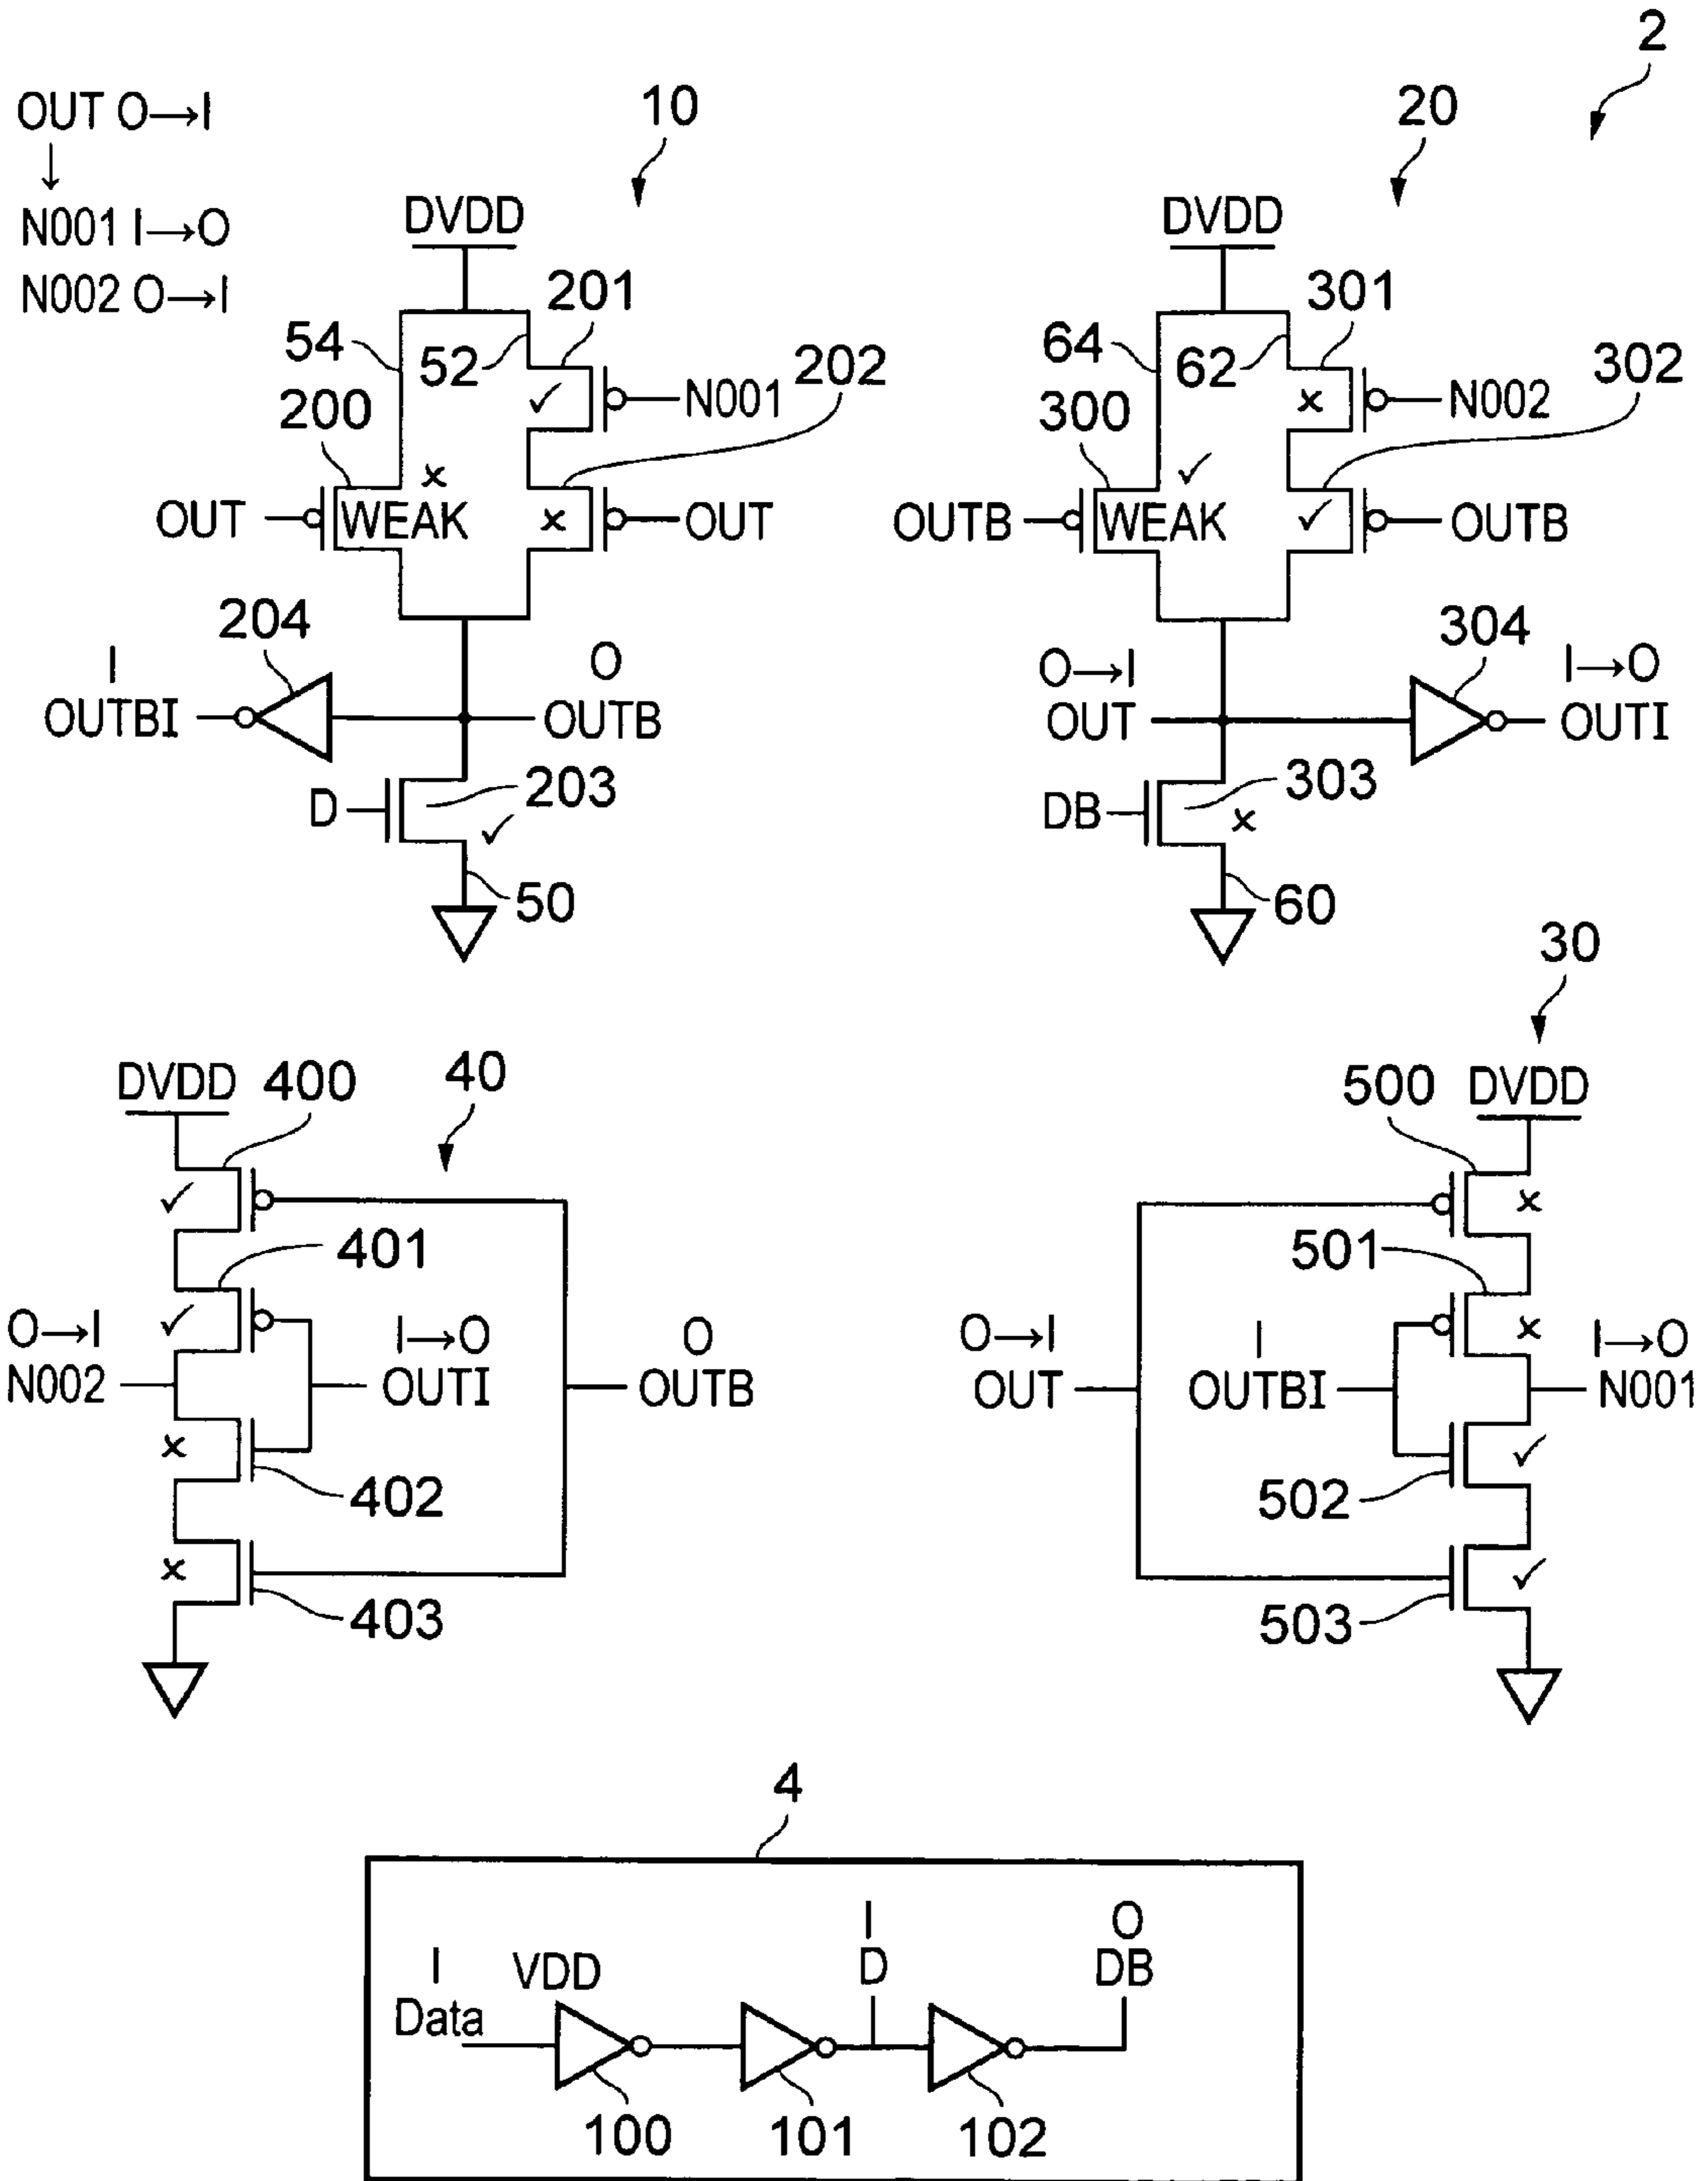 2
OUT O→I
↓
N001 I→O
N002 O→I
10
20
DVDD
DVDD
201
301
54
52
202
64
62
302
200
✓
N001
300
x
N002
x
✓
OUT
WEAK
x
OUT
OUTB
WEAK
✓
OUTB
204
304
I
O
O→I
I→O
OUTBI
OUTB
OUT
OUTI
D
203
✓
DB
303
x
50
60
30
DVDD
400
40
500
DVDD
✓
x
401
501
O→I
✓
I→O
O
O→I
I
x
I→O
N002
OUTI
OUTB
OUT
OUTBI
N001
x
✓
402
502
x
✓
403
503
4
I
O
I
VDD
D
DB
Data
100
101
102